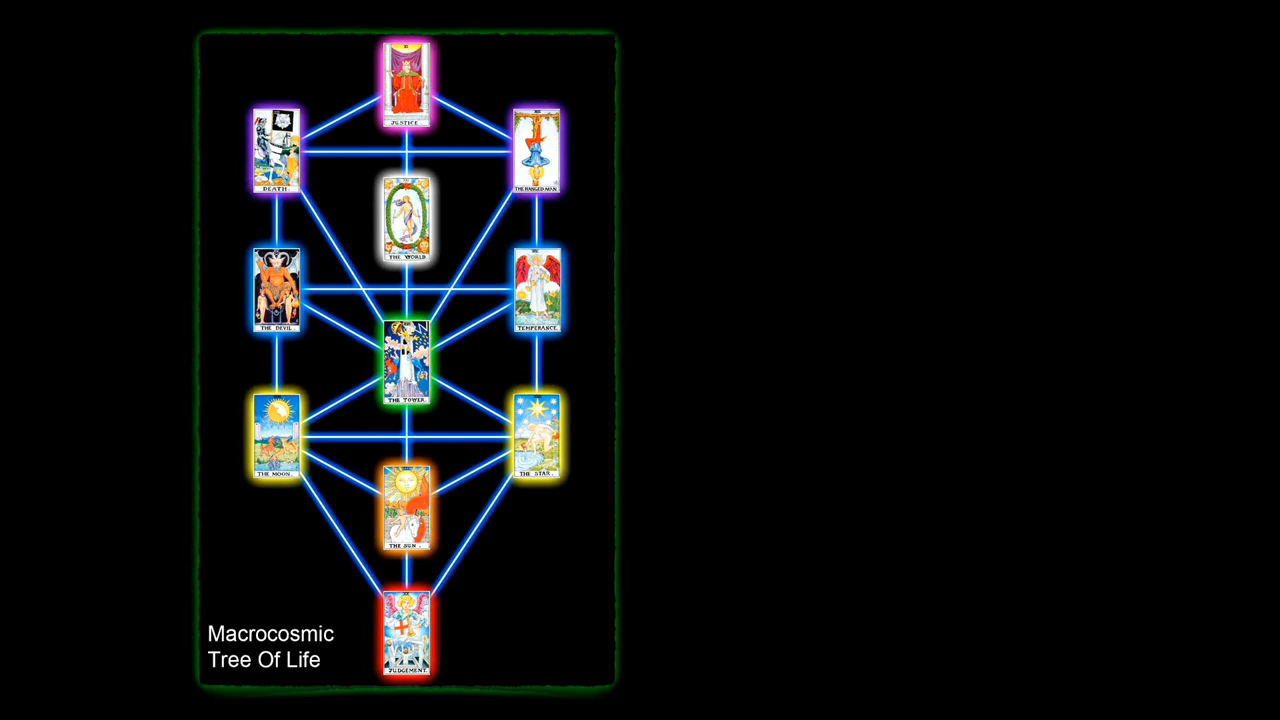 JUSTICE.
DEATH.
THE HANGED MAN.
THE WORLD.
THE DEVIL.
TEMPERANCE.
THE TOWER.
THE MOON.
THE STAR.
THE SUN.
JUDGEMENT.
Macrocosmic
Tree Of Life